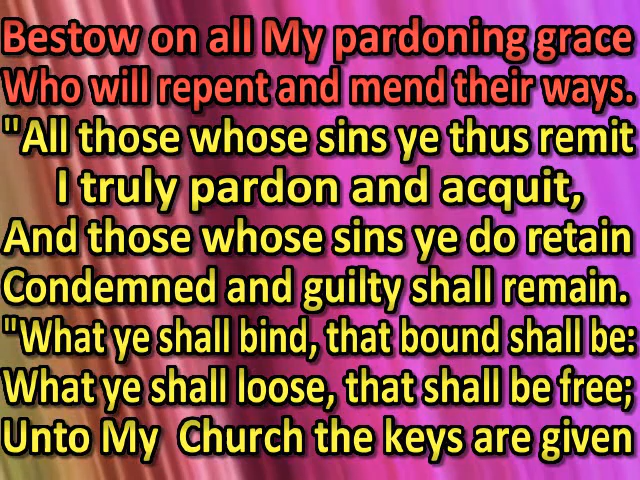 Bestow on all My pardoning grace
Who will repent and mend their ways.
"All those whose sins ye thus remit
I truly pardon and acquit,
And those whose sins ye do retain
Condemned and guilty shall remain.
"What ye shall bind, that bound shall be:
What ye shall loose, that shall be free;
Unto My  Church the keys are given